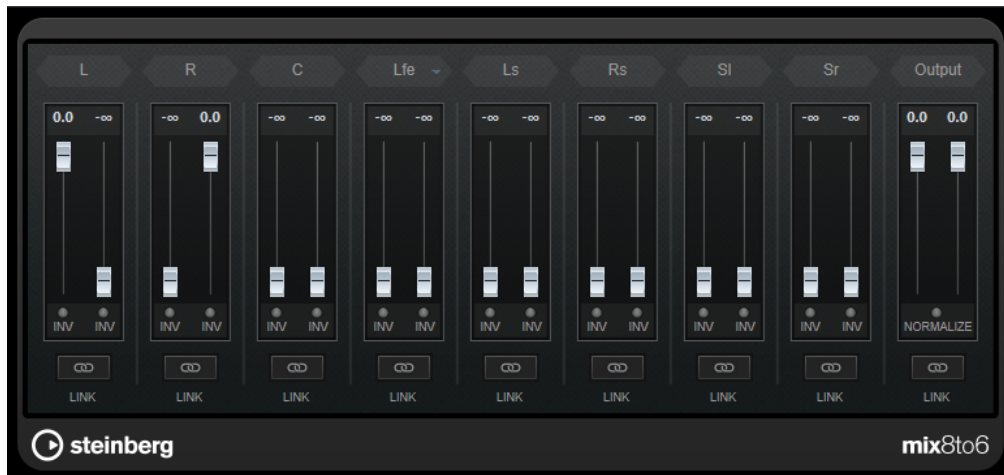 L R C Lfe Ls Rs Sl Sr Output
0.0 -∞ -∞ 0.0 -∞ -∞ -∞ -∞ -∞ -∞ -∞ -∞ -∞ -∞ -∞ -∞ 0.0 0.0
INV INV INV INV INV INV INV INV INV INV INV INV INV INV INV INV NORMALIZE
LINK LINK LINK LINK LINK LINK LINK LINK LINK
steinberg mix8to6